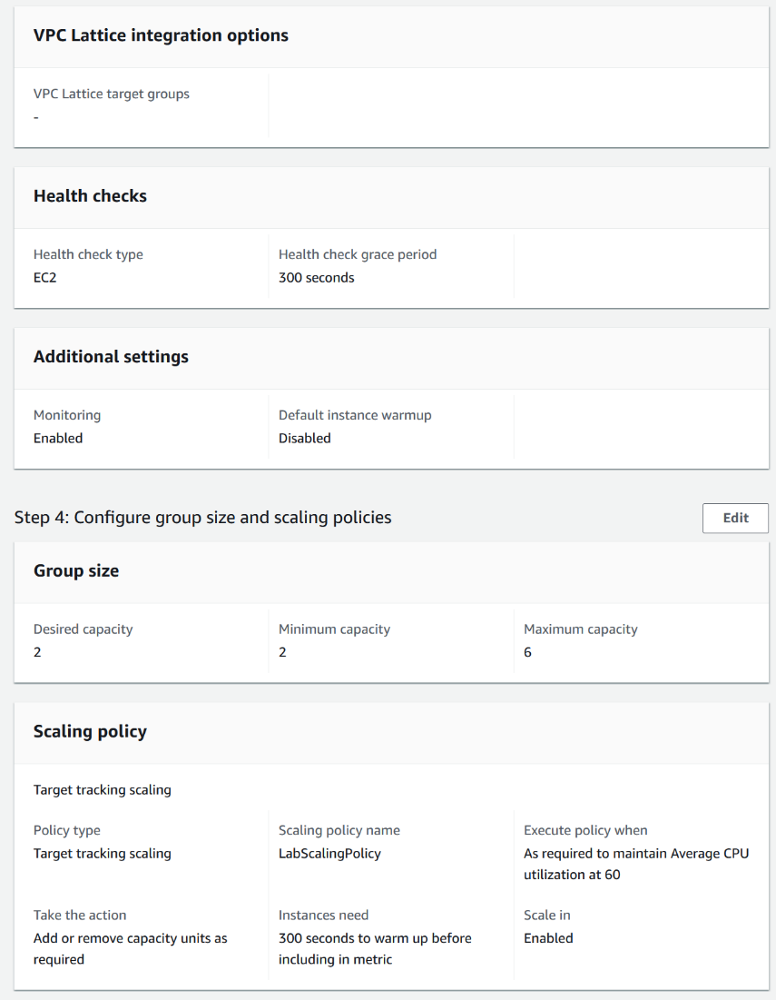 VPC Lattice integration options
VPC Lattice target groups
-
Health checks
Health check type
EC2
Health check grace period
300 seconds
Additional settings
Monitoring
Enabled
Default instance warmup
Disabled
Step 4: Configure group size and scaling policies
Edit
Group size
Desired capacity
2
Minimum capacity
2
Maximum capacity
6
Scaling policy
Target tracking scaling
Policy type
Target tracking scaling
Scaling policy name
LabScalingPolicy
Execute policy when
As required to maintain Average CPU
utilization at 60
Take the action
Add or remove capacity units as
required
Instances need
300 seconds to warm up before
including in metric
Scale in
Enabled